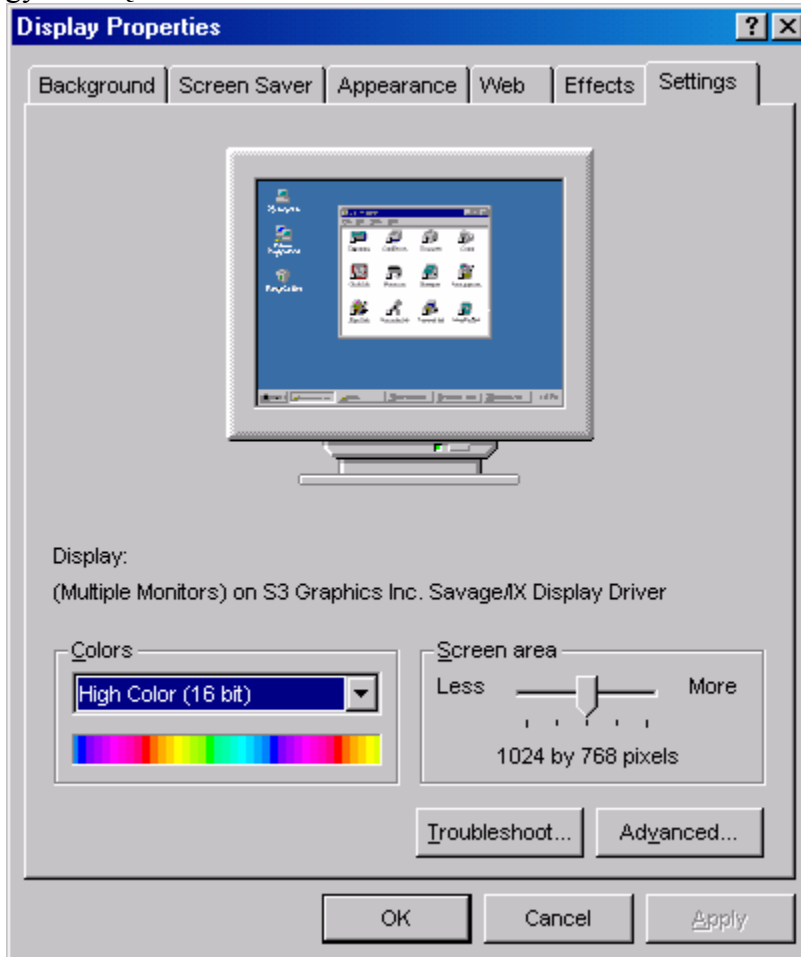 Display Properties
Background Screen Saver Appearance Web Effects Settings
Display:
(Multiple Monitors) on S3 Graphics Inc. Savage/IX Display Driver
Colors
High Color (16 bit)
Screen area
Less More
1024 by 768 pixels
Troubleshoot... Advanced...
OK Cancel Apply